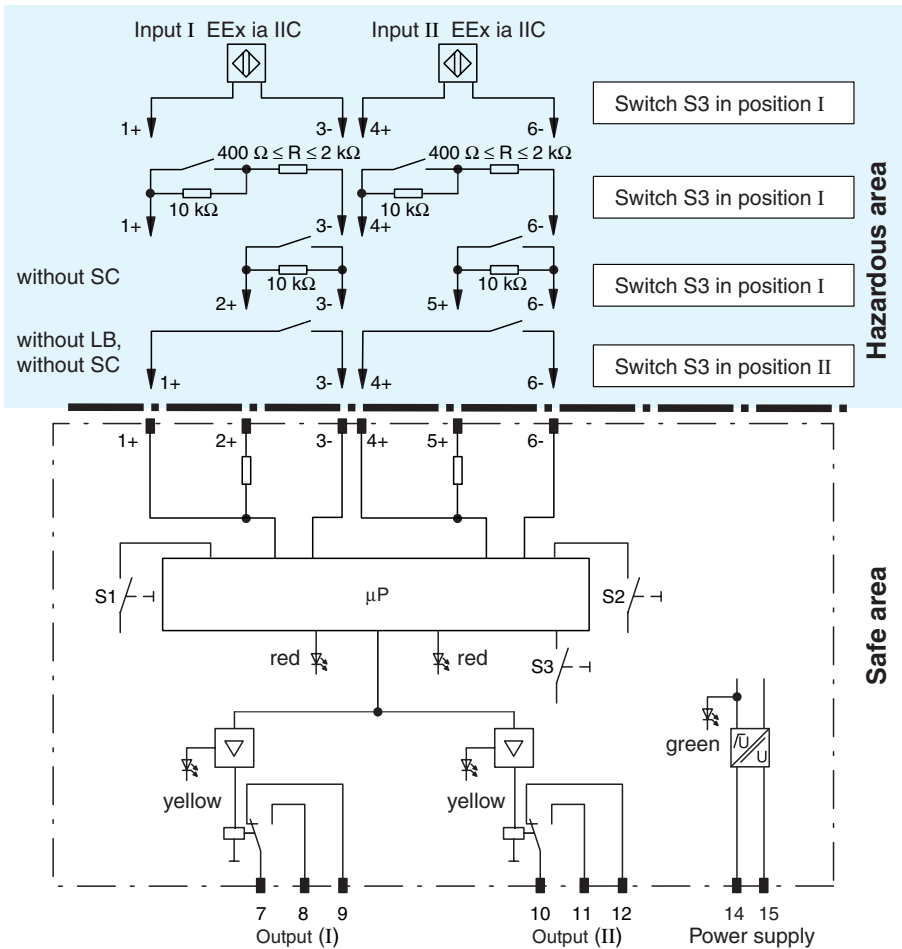 Input I EEx ia IIC Input II EEx ia IIC
Switch S3 in position I
1+ 3- 4+ 6-
400 Ω ≤ R ≤ 2 kΩ 400 Ω ≤ R ≤ 2 kΩ
10 kΩ 10 kΩ
Switch S3 in position I
1+ 3- 4+ 6-
without SC
10 kΩ 10 kΩ
Switch S3 in position I
2+ 3- 5+ 6-
without LB,
without SC
Switch S3 in position II
1+ 3- 4+ 6-
Hazardous area
1+ 2+ 3- 4+ 5+ 6-
S1 µP S2
red red S3
Safe area
yellow yellow green
U
U
7 8 9 10 11 12 14 15
Output (I) Output (II) Power supply